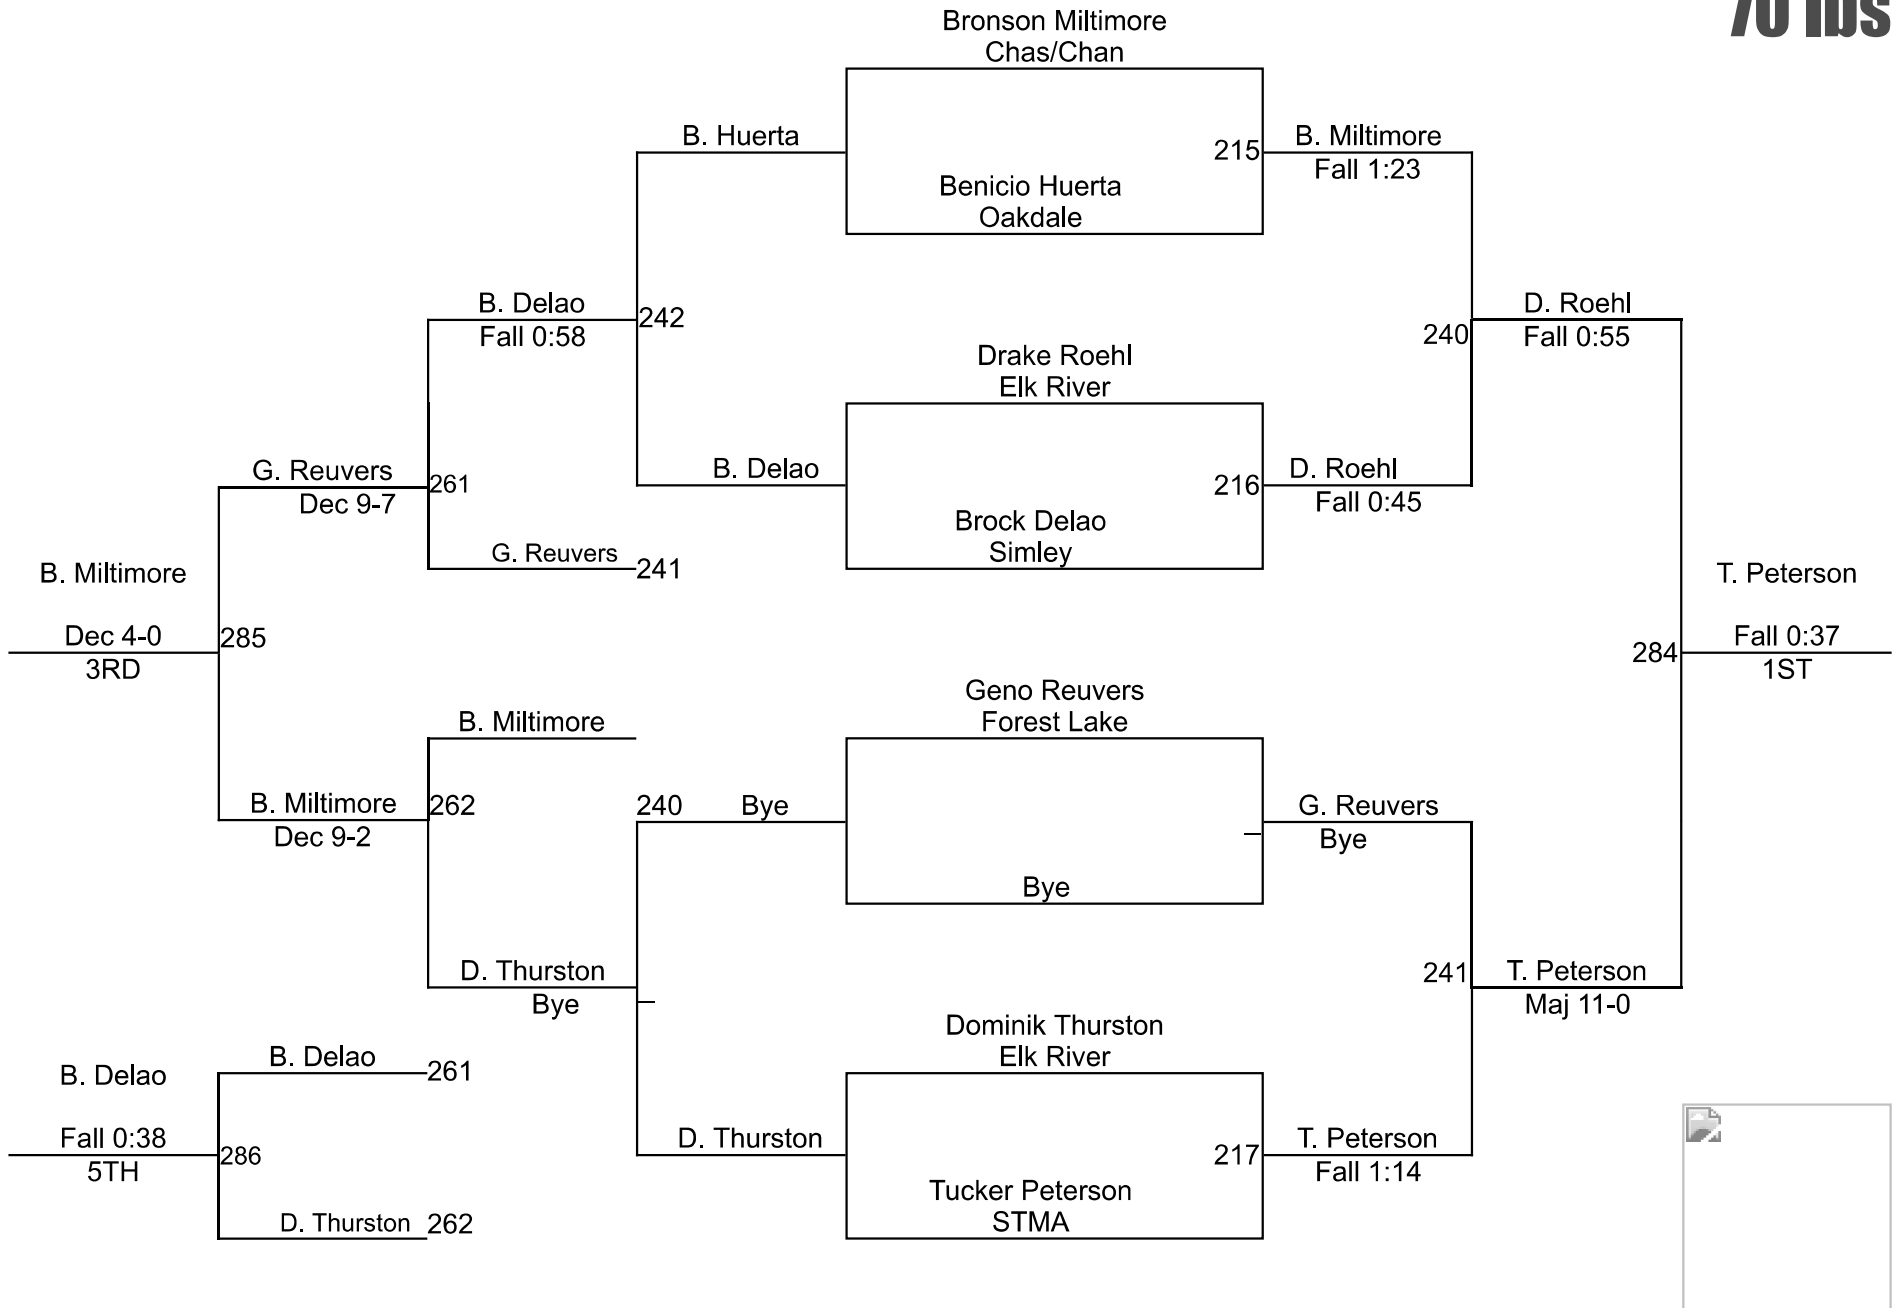 70 lbs
Bronson Miltimore
Chas/Chan
B. Huerta
215
B. Miltimore
Fall 1:23
Benicio Huerta
Oakdale
B. Delao
Fall 0:58
242
240
D. Roehl
Fall 0:55
Drake Roehl
Elk River
G. Reuvers
Dec 9-7
261
B. Delao
216
D. Roehl
Fall 0:45
Brock Delao
Simley
G. Reuvers
241
B. Miltimore
Dec 4-0
3RD
285
T. Peterson
284
Fall 0:37
1ST
Geno Reuvers
Forest Lake
B. Miltimore
B. Miltimore
Dec 9-2
262
240
Bye
G. Reuvers
Bye
Bye
D. Thurston
Bye
241
T. Peterson
Maj 11-0
Dominik Thurston
Elk River
B. Delao
261
B. Delao
Fall 0:38
5TH
286
D. Thurston
217
T. Peterson
Fall 1:14
Tucker Peterson
STMA
D. Thurston
262